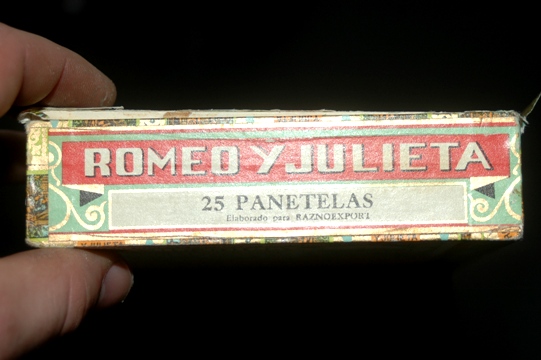 ROMEO Y JULIETA
25 PANETELAS
Elaborado para RAZNOEXPORT